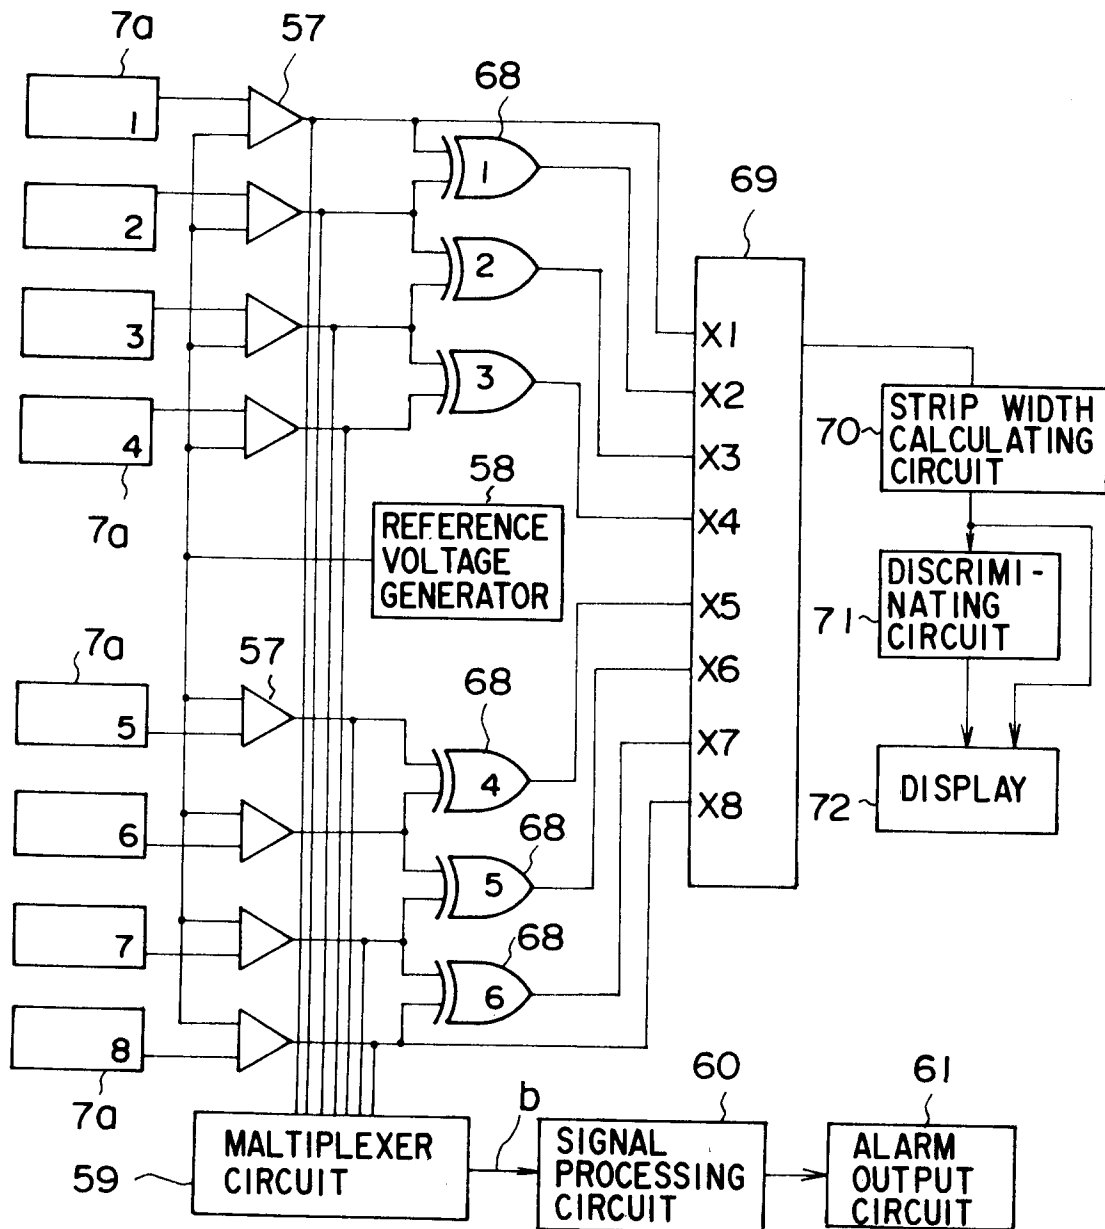 7a
57
68
1
1
69
2
2
3
X1
3
X2
STRIP WIDTH
CALCULATING
CIRCUIT
70
4
X3
58
X4
7a
REFERENCE
VOLTAGE
GENERATOR
DISCRIMI-
NATING
CIRCUIT
71
X5
7a
57
X6
68
5
X7
4
DISPLAY
72
X8
6
68
5
7
68
6
8
7a
60
61
b
MALTIPLEXER
CIRCUIT
59
SIGNAL
PROCESSING
CIRCUIT
ALARM
OUTPUT
CIRCUIT